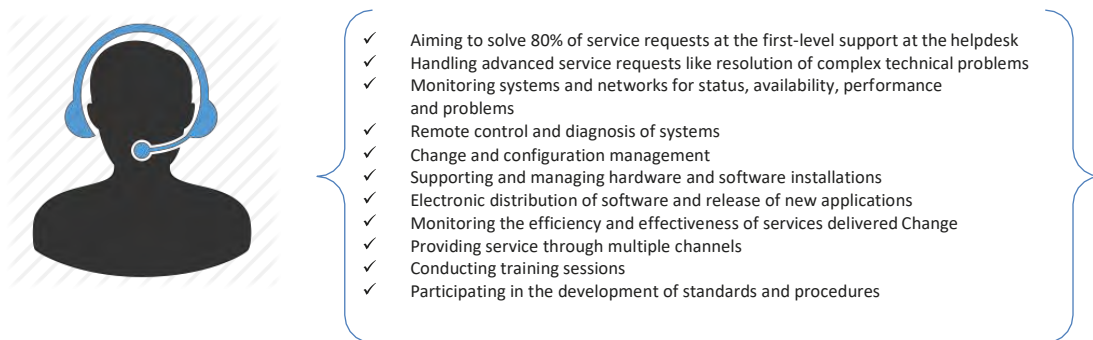 ✓ Aiming to solve 80% of service requests at the first-level support at the helpdesk
✓ Handling advanced service requests like resolution of complex technical problems
✓ Monitoring systems and networks for status, availability, performance
and problems
✓ Remote control and diagnosis of systems
✓ Change and configuration management
✓ Supporting and managing hardware and software installations
✓ Electronic distribution of software and release of new applications
✓ Monitoring the efficiency and effectiveness of services delivered Change
✓ Providing service through multiple channels
✓ Conducting training sessions
✓ Participating in the development of standards and procedures